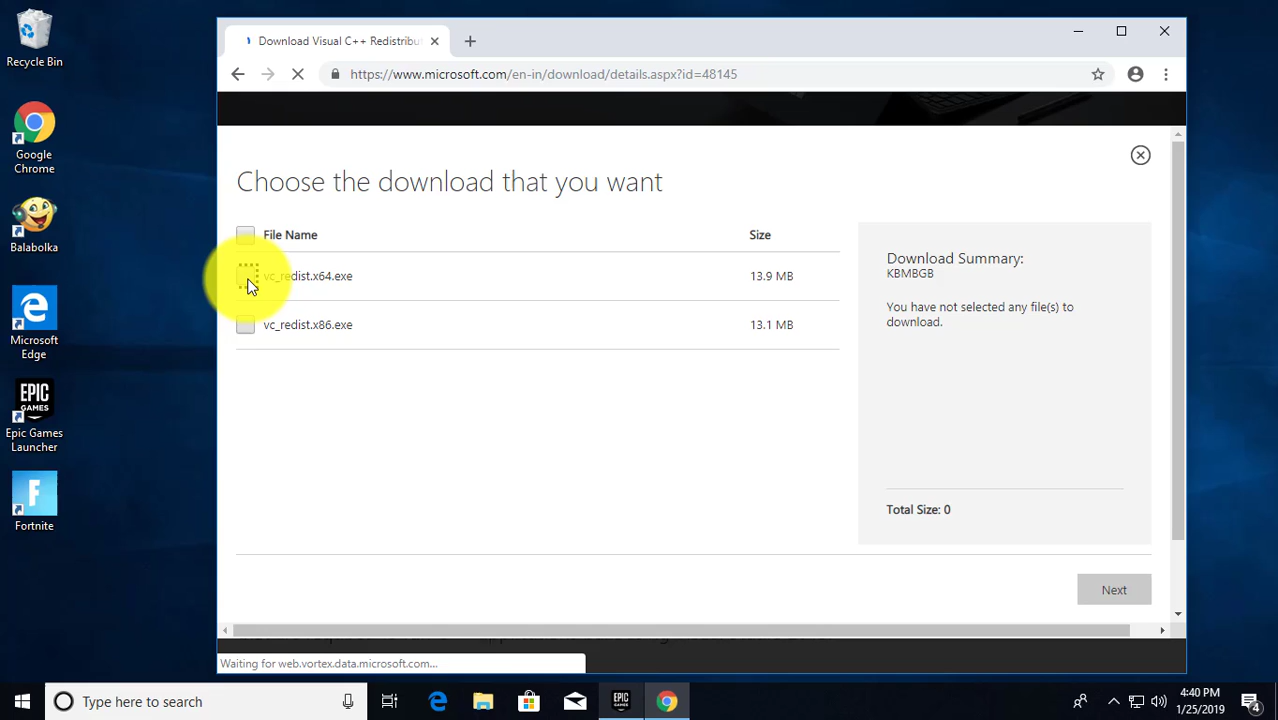 Recycle Bin
Google
Chrome
Balabolka
Microsoft
Edge
EPIC
GAMES
Epic Games
Launcher
F
Fortnite
Download Visual C++ Redistribut
https://www.microsoft.com/en-in/download/details.aspx?id=48145
Choose the download that you want
File Name
Size
vc_redist.x64.exe
13.9 MB
vc_redist.x86.exe
13.1 MB
Download Summary:
KBMBGB
You have not selected any file(s) to
download.
Total Size: 0
Next
Waiting for web.vortex.data.microsoft.com...
Type here to search
EPIC
GAMES
4:40 PM
1/25/2019
4